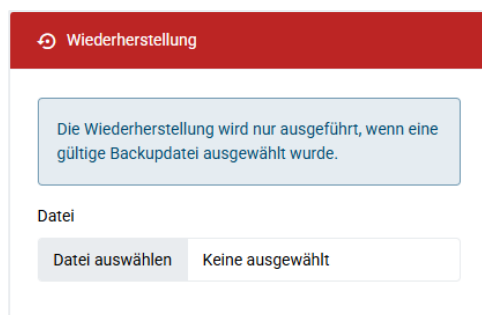 Wiederherstellung
Die Wiederherstellung wird nur ausgeführt, wenn eine
gültige Backupdatei ausgewählt wurde.
Datei
Datei auswählen Keine ausgewählt